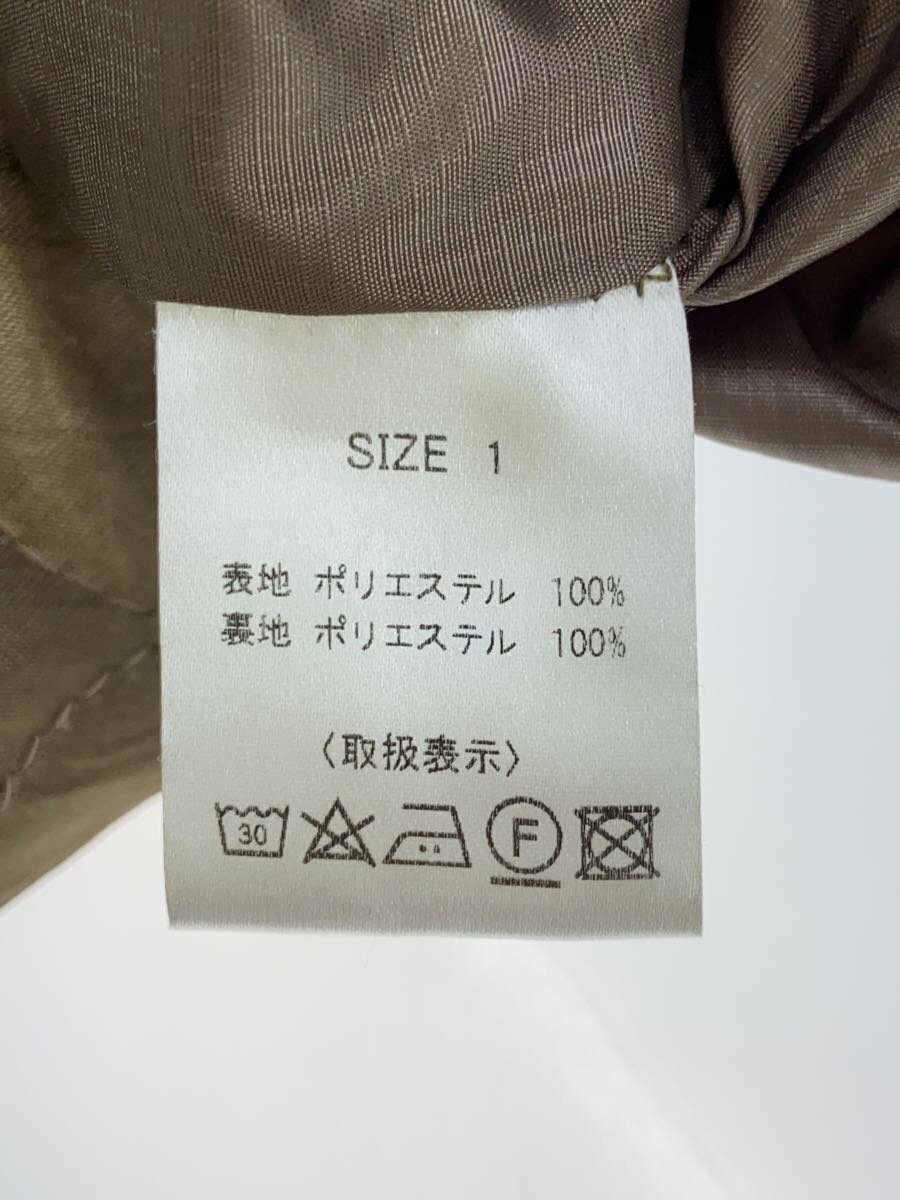 SIZE 1
表地 ポリエステル 100%
裏地 ポリエステル 100%
〈取扱表示〉
30 F